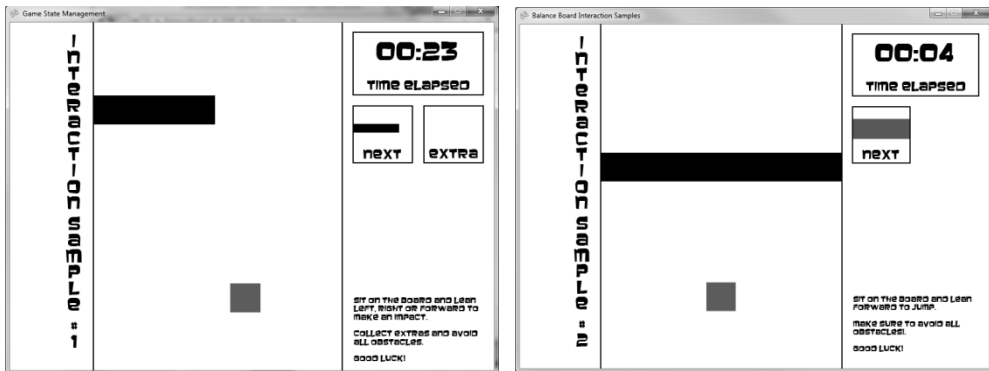 Game State Management
Interaction Sample #1
00:23
Time elapsed
next
extra
Sit on the board and lean
left, right or forward to
make an impact.
Collect extras and avoid
all obstacles.
Good luck!
Balance Board Interaction Samples
Interaction Sample #2
00:04
Time elapsed
next
Sit on the board and lean
forward to jump.
Make sure to avoid all
obstacles!
Good luck!